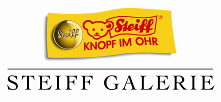 Steiff
KNOPF IM OHR
STEIFF GALERIE